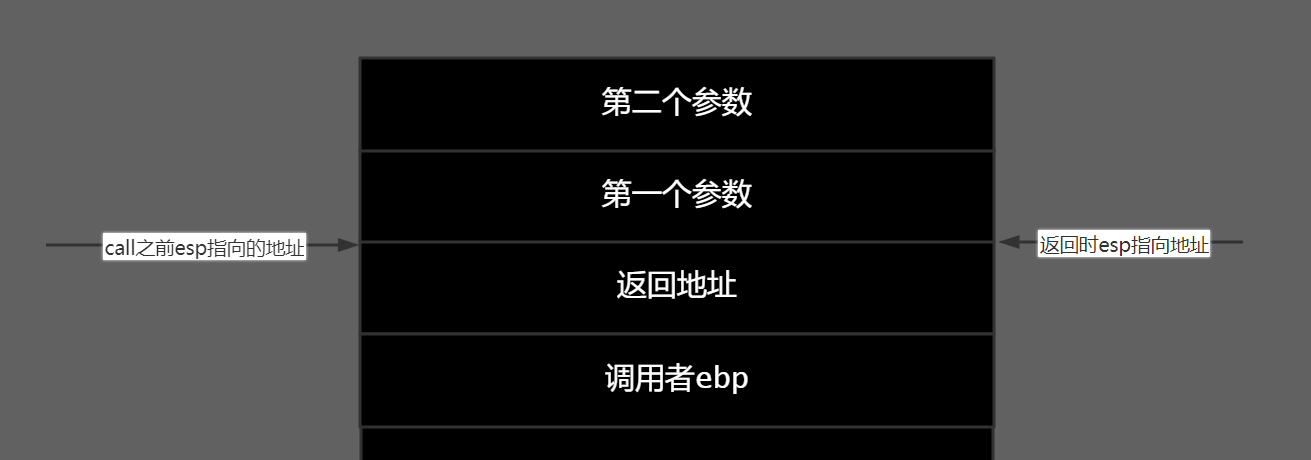 第二个参数
第一个参数
call之前esp指向的地址
返回时esp指向地址
返回地址
调用者ebp